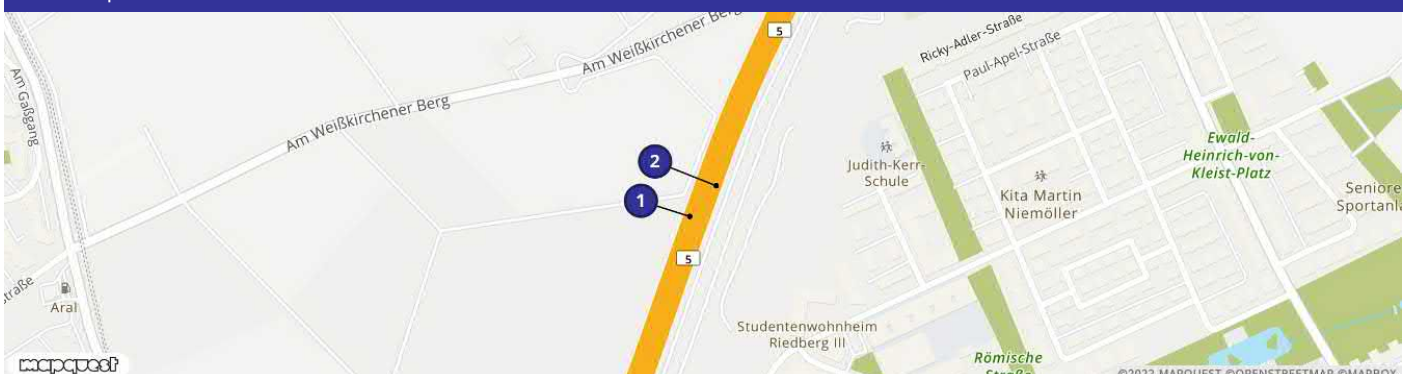 5
Am Weißkirchener Berg
Ricky-Adler-Straße
Paul-Apel-Straße
Am Gaßgang
Am Weißkirchener Berg
Ewald-
Heinrich-von-
Kleist-Platz
Judith-Kerr-
Schule
2
1
Kita Martin
Niemöller
Seniore
Sportanla
5
straße
Aral
Studentenwohnheim
Riedberg III
Römische
mapquest
©2022 MAPQUEST ©OPENSTREETMAP ©MAPBOX